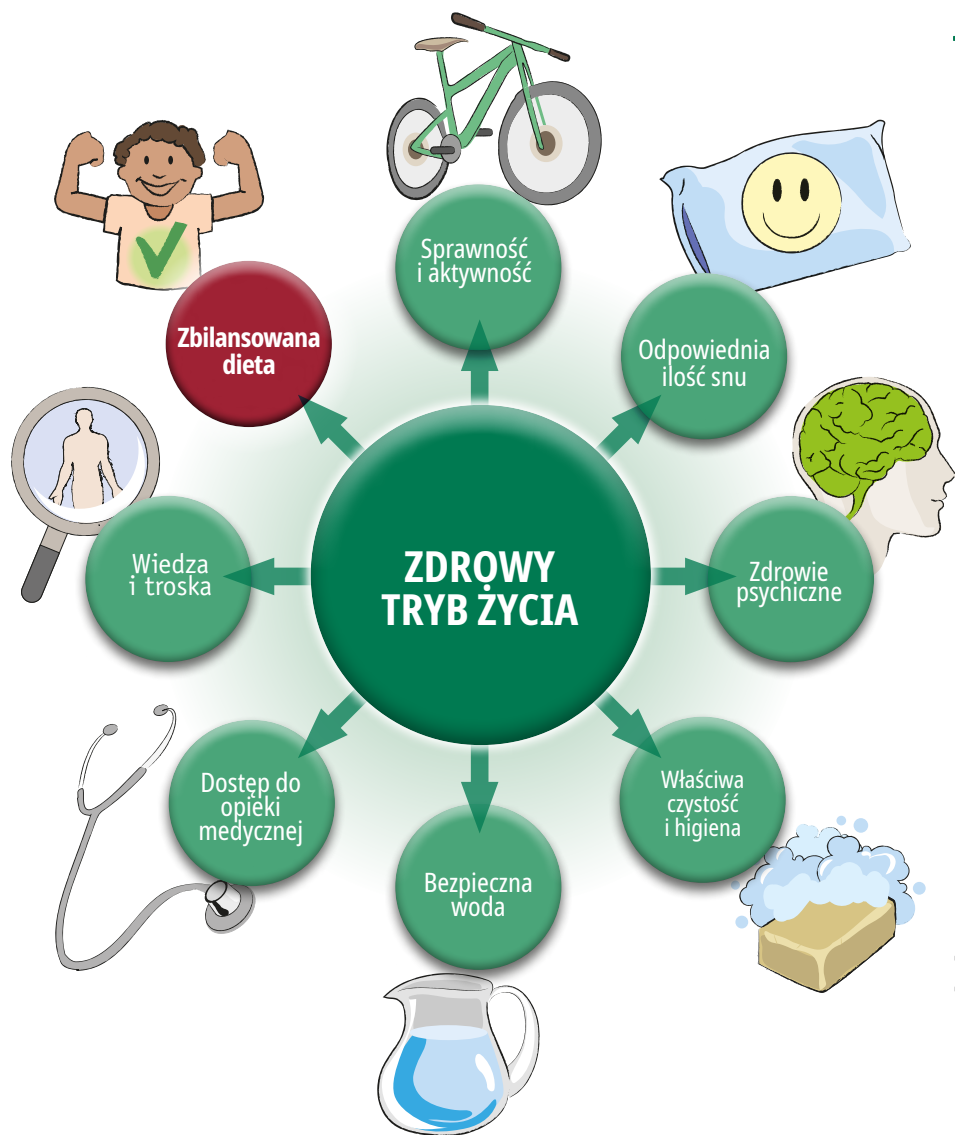 Sprawność
i aktywność
Odpowiednia
ilość snu
Zdrowie
psychiczne
Właściwa
czystość
i higiena
Bezpieczna
woda
Dostęp do
opieki
medycznej
Wiedza
i troska
Zbilansowana
dieta
ZDROWY
TRYB ŻYCIA